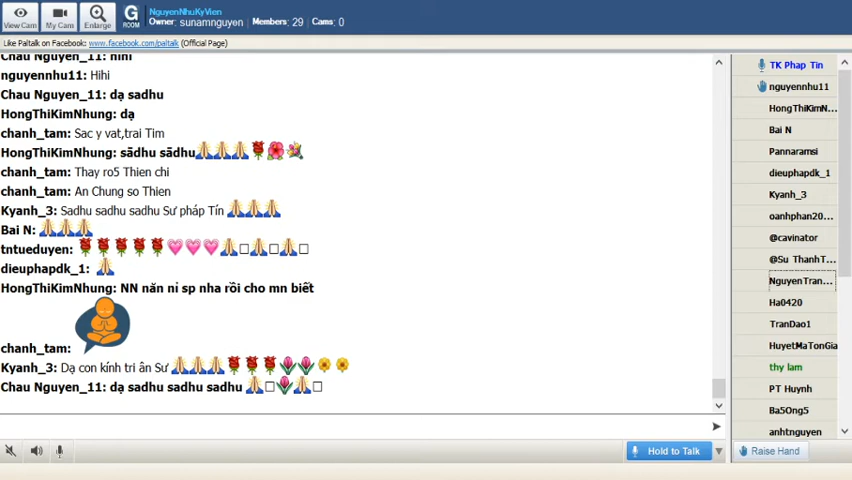 NguyenNhuKyVien
Owner: sunamnguyen Members: 29 Cams: 0
View Cam
My Cam
Enlarge
G
ROOM
Like Paltalk on Facebook: www.facebook.com/paltalk (Official Page)
Chau Nguyen_11: hihi
nguyennhu11: Hihi
Chau Nguyen_11: dạ sadhu
HongThiKimNhung: dạ
chanh_tam: Sac y vat,trai Tim
HongThiKimNhung: sādhu sādhu
chanh_tam: Thay ro5 Thien chi
chanh_tam: An Chung so Thien
Kyanh_3: Sadhu sadhu sadhu Sư pháp Tín
Bai N:
tntueduyen:
dieuphapdk_1:
HongThiKimNhung: NN năn nỉ sp nha rồi cho mn biết
chanh_tam:
Kyanh_3: Dạ con kính tri ân Sư
Chau Nguyen_11: dạ sadhu sadhu sadhu
TK Phap Tin
nguyennhu11
HongThiKimN...
Bai N
Pannaramsi
dieuphapdk_1
Kyanh_3
oanhphan20...
@cavinator
@Su ThanhT...
NguyenTran...
Ha0420
TranDao1
HuyetMaTonGia
thy lam
PT Huynh
Ba5Ong5
anhtnguyen
Hold to Talk
Raise Hand